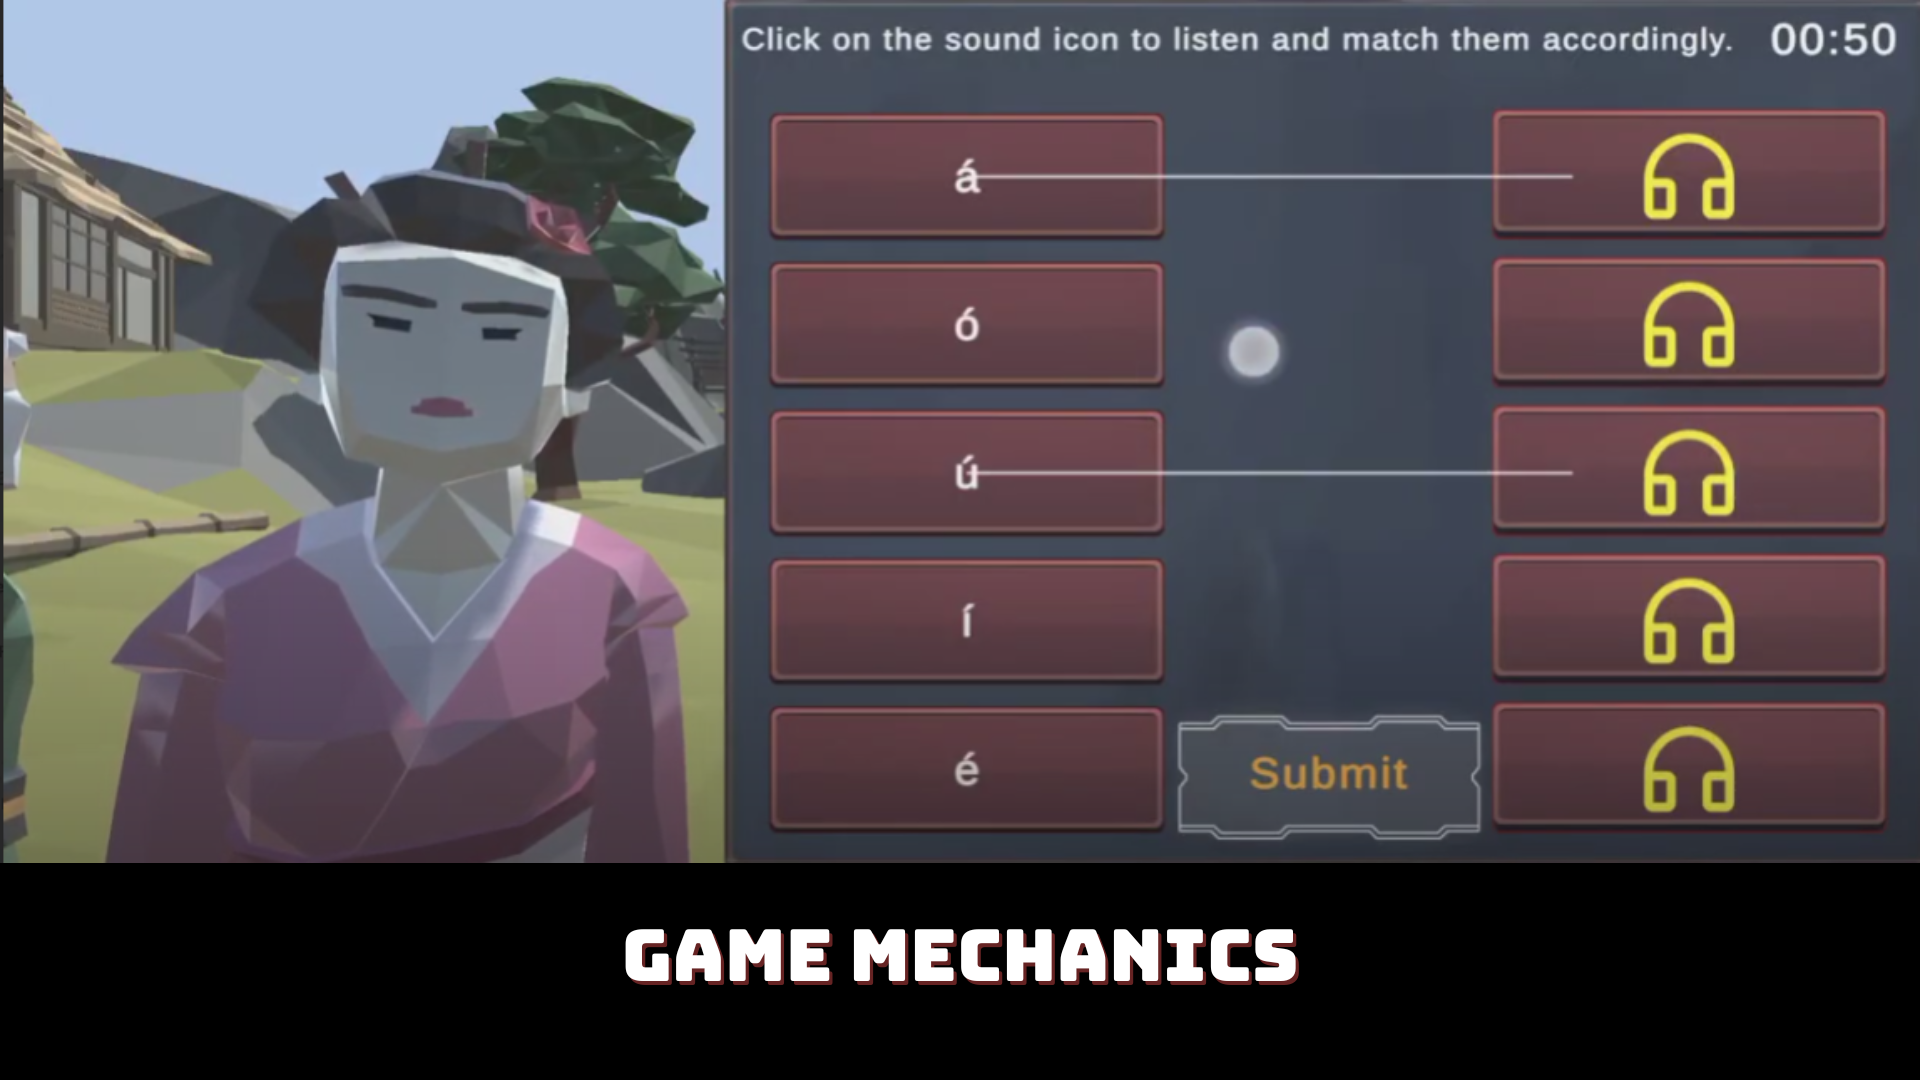 Click on the sound icon to listen and match them accordingly. 00:50
á
ó
ú
í
é
Submit
GAME MECHANICS